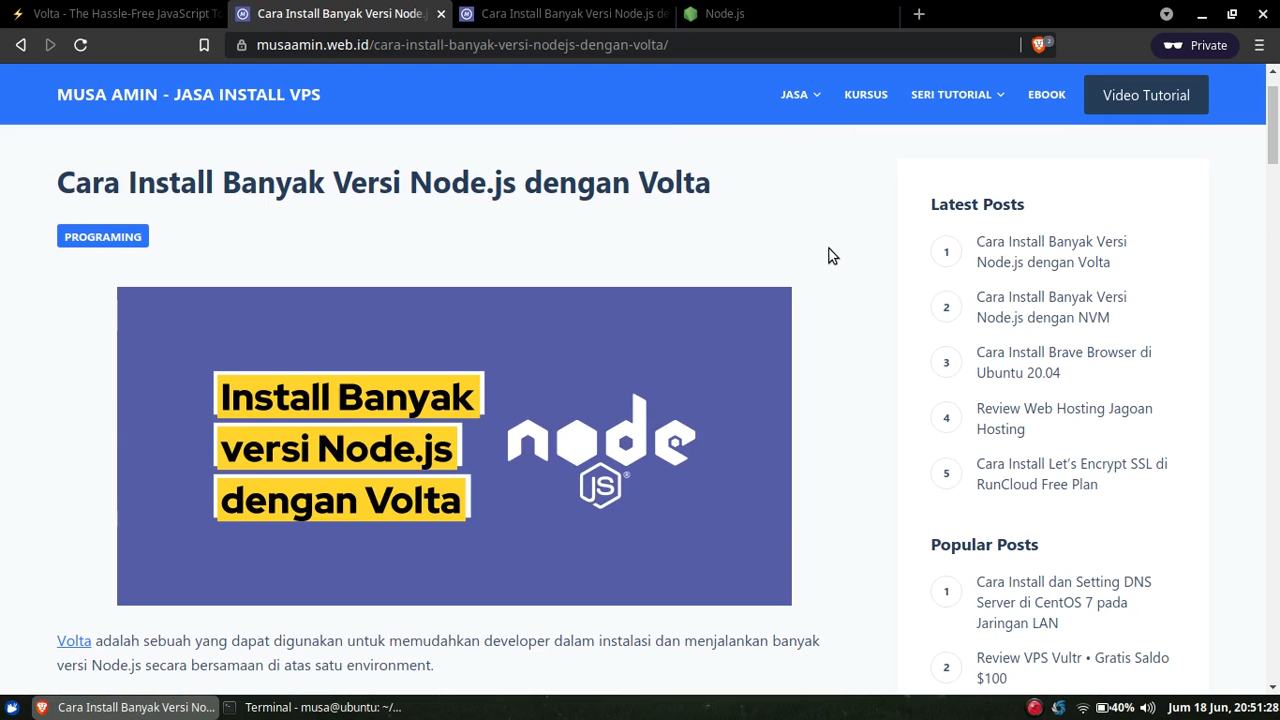 Volta - The Hassle-Free JavaScript To
Cara Install Banyak Versi Node.j
Cara Install Banyak Versi Node.js de
Node.js
musaamin.web.id/cara-install-banyak-versi-nodejs-dengan-volta/
3
Private
MUSA AMIN - JASA INSTALL VPS
JASA
KURSUS
SERI TUTORIAL
EBOOK
Video Tutorial
Cara Install Banyak Versi Node.js dengan Volta
PROGRAMING
Install Banyak
versi Node.js
dengan Volta
node
JS
®
Volta adalah sebuah yang dapat digunakan untuk memudahkan developer dalam instalasi dan menjalankan banyak
versi Node.js secara bersamaan di atas satu environment.
Latest Posts
1
Cara Install Banyak Versi
Node.js dengan Volta
2
Cara Install Banyak Versi
Node.js dengan NVM
3
Cara Install Brave Browser di
Ubuntu 20.04
4
Review Web Hosting Jagoan
Hosting
5
Cara Install Let’s Encrypt SSL di
RunCloud Free Plan
Popular Posts
1
Cara Install dan Setting DNS
Server di CentOS 7 pada
Jaringan LAN
2
Review VPS Vultr • Gratis Saldo
$100
Cara Install Banyak Versi No...
Terminal - musa@ubuntu: ~/...
40%
Jum 18 Jun, 20:51:28